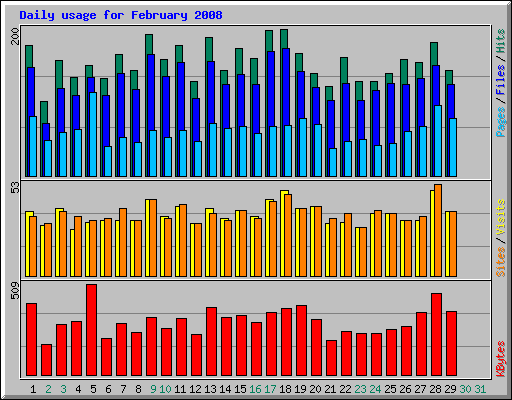 Daily usage for February 2008
200
Pages / Files / Hits
53
Sites / Visits
509
KBytes
1 2 3 4 5 6 7 8 9 10 11 12 13 14 15 16 17 18 19 20 21 22 23 24 25 26 27 28 29 30 31